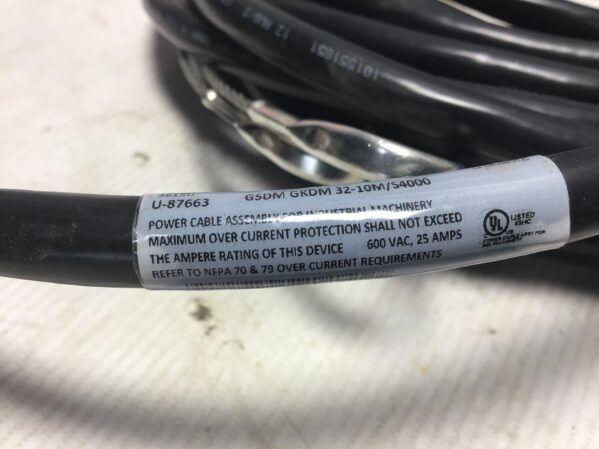 GSDM GKDM 32-10M/S4000
U-87663
POWER CABLE ASSEMBLY FOR INDUSTRIAL MACHINERY
MAXIMUM OVER CURRENT PROTECTION SHALL NOT EXCEED
THE AMPERE RATING OF THIS DEVICE 600 VAC, 25 AMPS
REFER TO NFPA 70 & 79 OVER CURRENT REQUIREMENTS
UL US LISTED